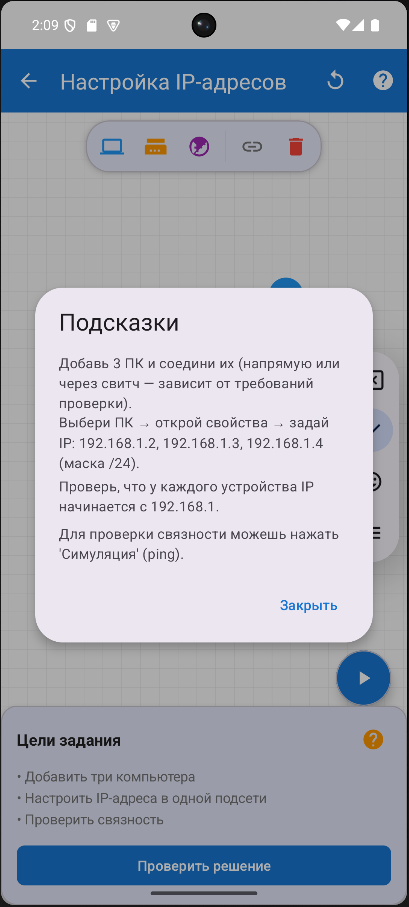 2:09
Настройка IP-адресов
Подсказки
Добавь 3 ПК и соедини их (напрямую или
через свитч — зависит от требований
проверки).
Выбери ПК → открой свойства → задай
IP: 192.168.1.2, 192.168.1.3, 192.168.1.4
(маска /24).
Проверь, что у каждого устройства IP
начинается с 192.168.1.
Для проверки связности можешь нажать
'Симуляция' (ping).
Закрыть
Цели задания
• Добавить три компьютера
• Настроить IP-адреса в одной подсети
• Проверить связность
Проверить решение